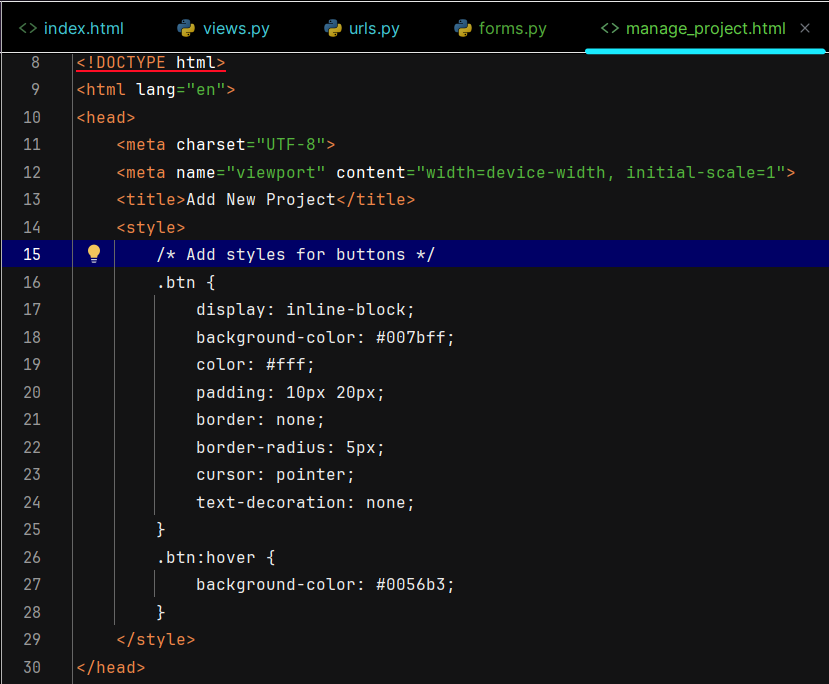 <> index.html views.py urls.py forms.py <> manage_project.html ×
8 <!DOCTYPE html>
9 <html lang="en">
10 <head>
11 <meta charset="UTF-8">
12 <meta name="viewport" content="width=device-width, initial-scale=1">
13 <title>Add New Project</title>
14 <style>
15 /* Add styles for buttons */
16 .btn {
17 display: inline-block;
18 background-color: #007bff;
19 color: #fff;
20 padding: 10px 20px;
21 border: none;
22 border-radius: 5px;
23 cursor: pointer;
24 text-decoration: none;
25 }
26 .btn:hover {
27 background-color: #0056b3;
28 }
29 </style>
30 </head>